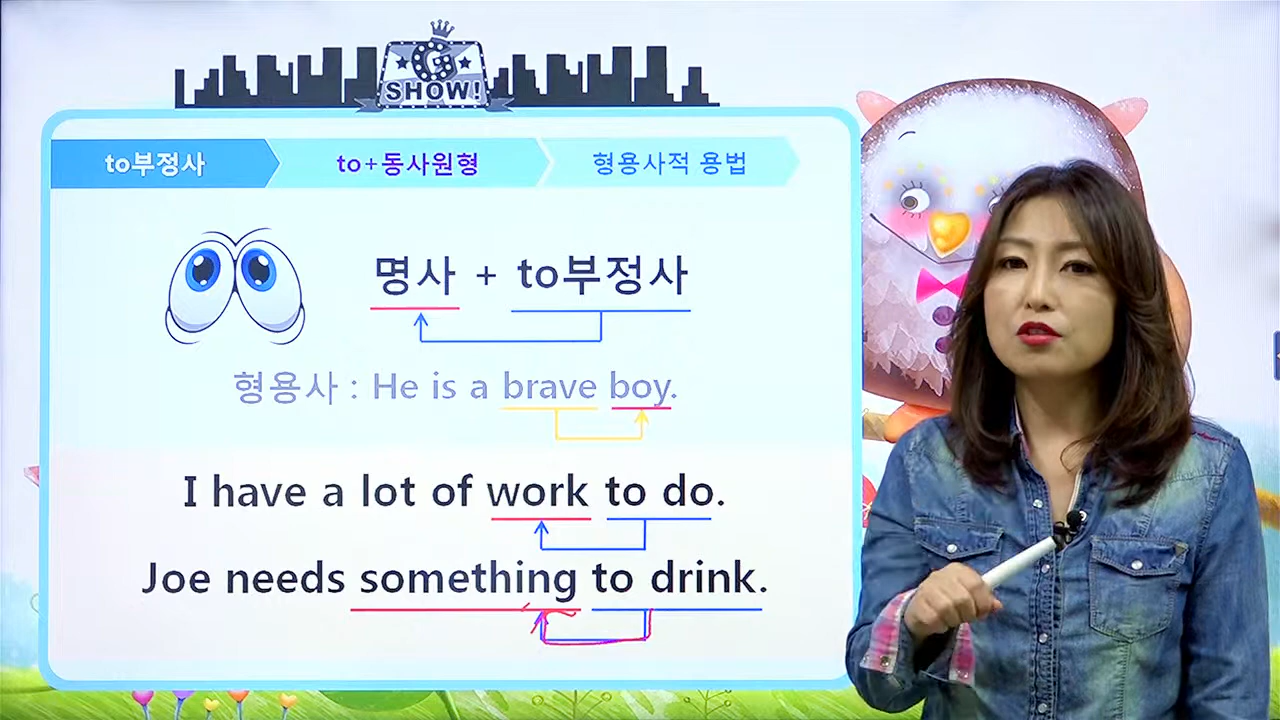 G
SHOW!
to부정사 to+동사원형 형용사적 용법
명사 + to부정사
형용사 : He is a brave boy.
I have a lot of work to do.
Joe needs something to drink.